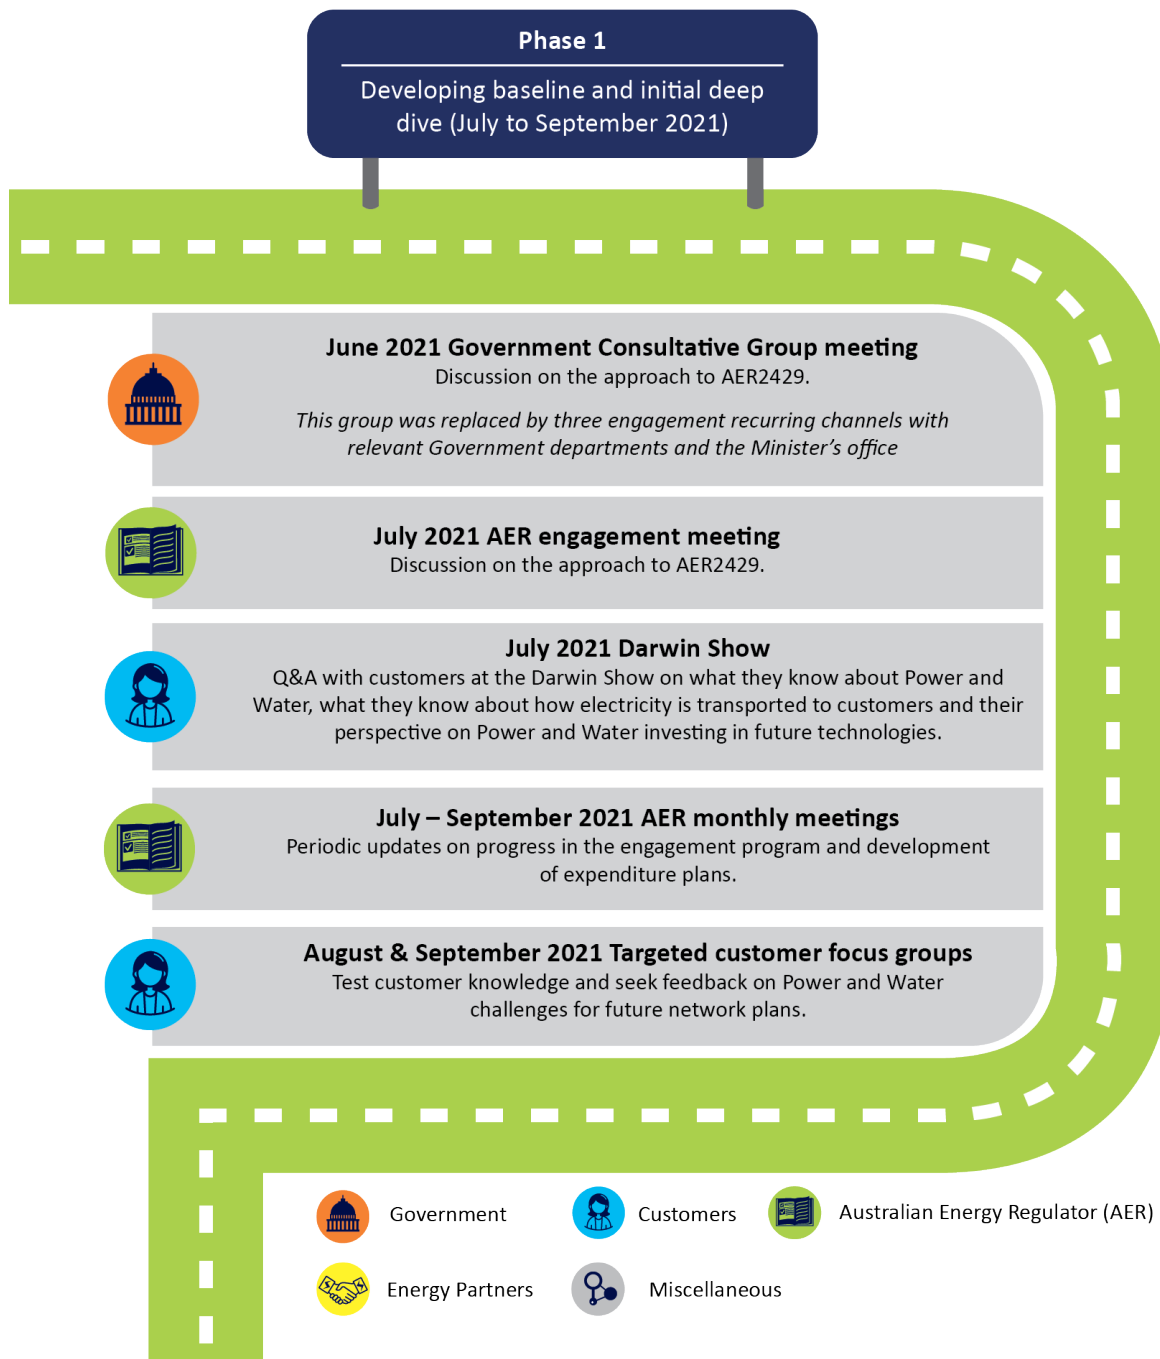 Phase 1
Developing baseline and initial deep
dive (July to September 2021)
June 2021 Government Consultative Group meeting
Discussion on the approach to AER2429.
This group was replaced by three engagement recurring channels with
relevant Government departments and the Minister’s office
July 2021 AER engagement meeting
Discussion on the approach to AER2429.
July 2021 Darwin Show
Q&A with customers at the Darwin Show on what they know about Power and
Water, what they know about how electricity is transported to customers and their
perspective on Power and Water investing in future technologies.
July – September 2021 AER monthly meetings
Periodic updates on progress in the engagement program and development
of expenditure plans.
August & September 2021 Targeted customer focus groups
Test customer knowledge and seek feedback on Power and Water
challenges for future network plans.
Government
Customers
Australian Energy Regulator (AER)
Energy Partners
Miscellaneous